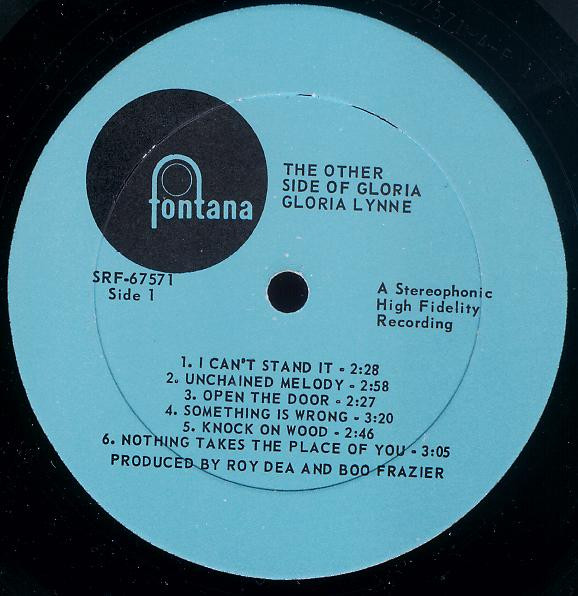 fontana
THE OTHER
SIDE OF GLORIA
GLORIA LYNNE
SRF-67571
Side 1
A Stereophonic
High Fidelity
Recording
1. I CAN'T STAND IT - 2:28
2. UNCHAINED MELODY - 2:58
3. OPEN THE DOOR - 2:27
4. SOMETHING IS WRONG - 3:20
5. KNOCK ON WOOD - 2:46
6. NOTHING TAKES THE PLACE OF YOU - 3:05
PRODUCED BY ROY DEA AND BOO FRAZIER